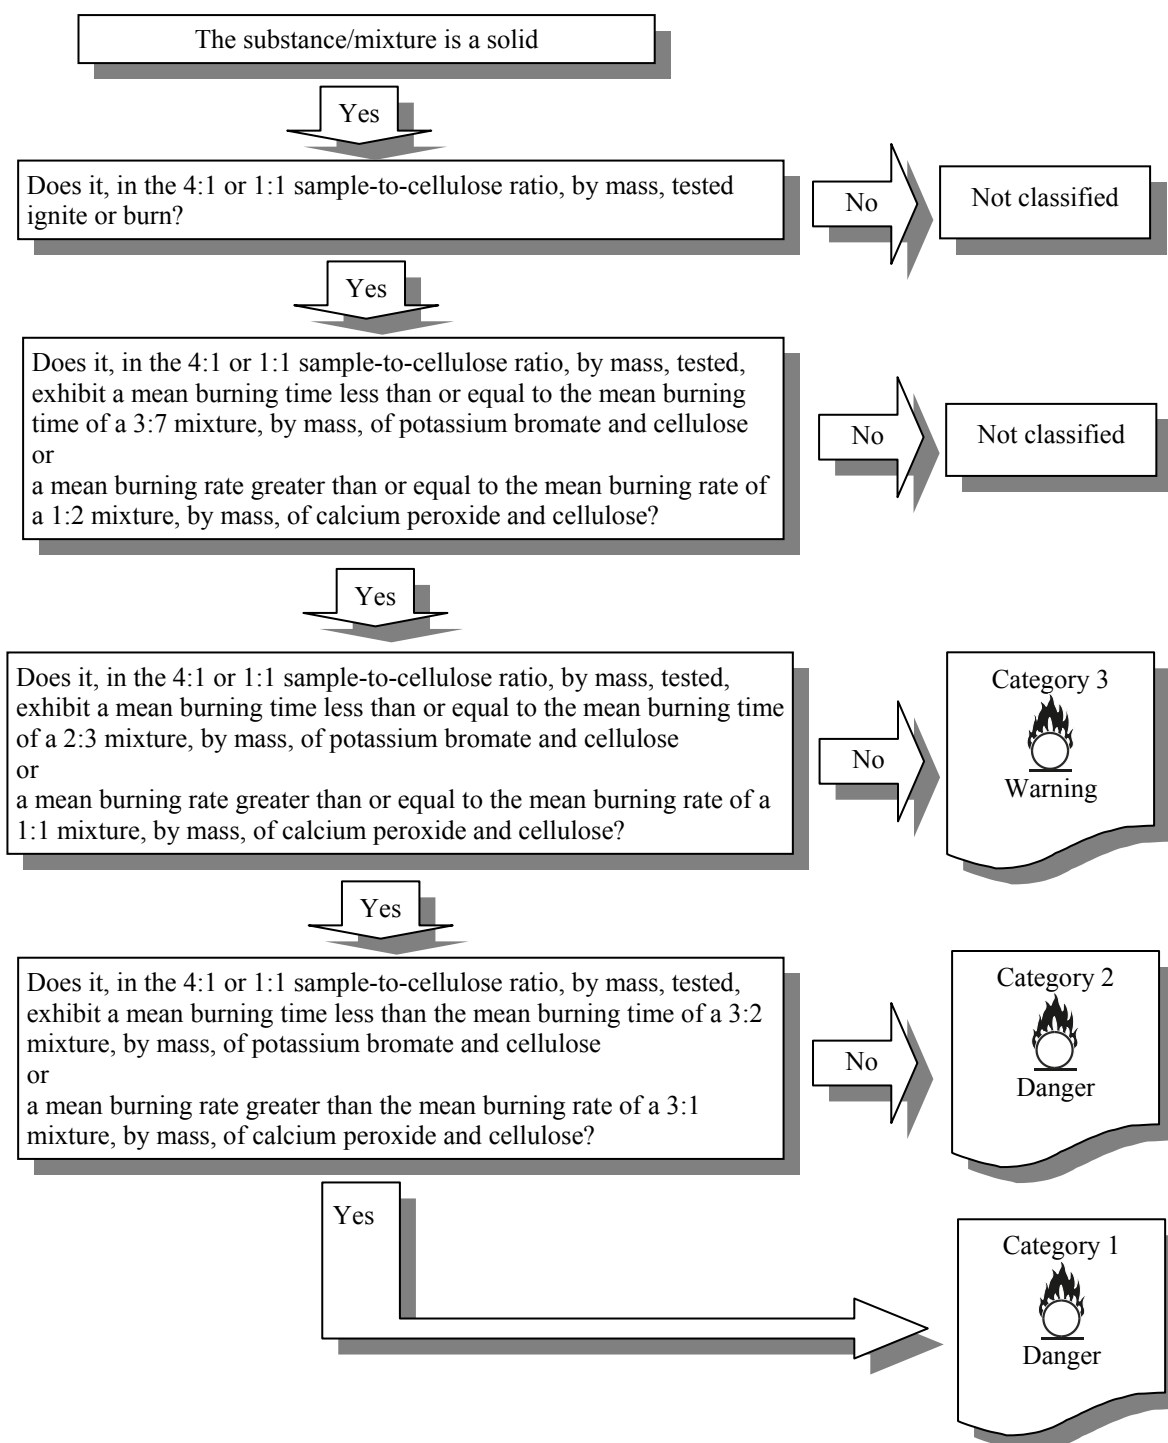 The substance/mixture is a solid
Yes
Does it, in the 4:1 or 1:1 sample-to-cellulose ratio, by mass, tested
ignite or burn?
No
Not classified
Yes
Does it, in the 4:1 or 1:1 sample-to-cellulose ratio, by mass, tested,
exhibit a mean burning time less than or equal to the mean burning
time of a 3:7 mixture, by mass, of potassium bromate and cellulose
or
a mean burning rate greater than or equal to the mean burning rate of
a 1:2 mixture, by mass, of calcium peroxide and cellulose?
No
Not classified
Yes
Does it, in the 4:1 or 1:1 sample-to-cellulose ratio, by mass, tested,
exhibit a mean burning time less than or equal to the mean burning time
of a 2:3 mixture, by mass, of potassium bromate and cellulose
or
a mean burning rate greater than or equal to the mean burning rate of a
1:1 mixture, by mass, of calcium peroxide and cellulose?
No
Category 3
Warning
Yes
Does it, in the 4:1 or 1:1 sample-to-cellulose ratio, by mass, tested,
exhibit a mean burning time less than the mean burning time of a 3:2
mixture, by mass, of potassium bromate and cellulose
or
a mean burning rate greater than the mean burning rate of a 3:1
mixture, by mass, of calcium peroxide and cellulose?
No
Category 2
Danger
Yes
Category 1
Danger